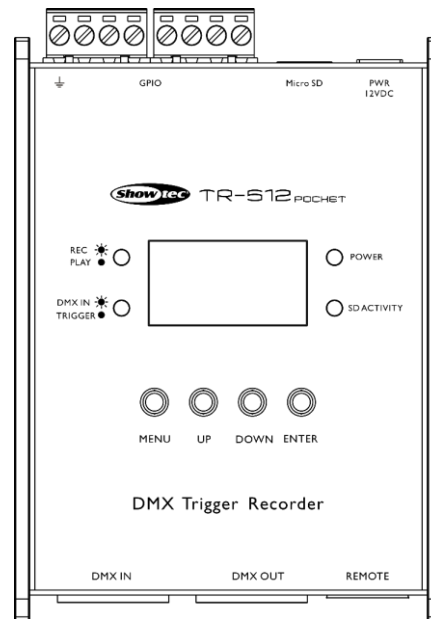 GPIO Micro SD PWR
12VDC
Showtec TR-512 POCKET
REC
PLAY
POWER
DMX IN
TRIGGER
SD ACTIVITY
MENU UP DOWN ENTER
DMX Trigger Recorder
DMX IN DMX OUT REMOTE